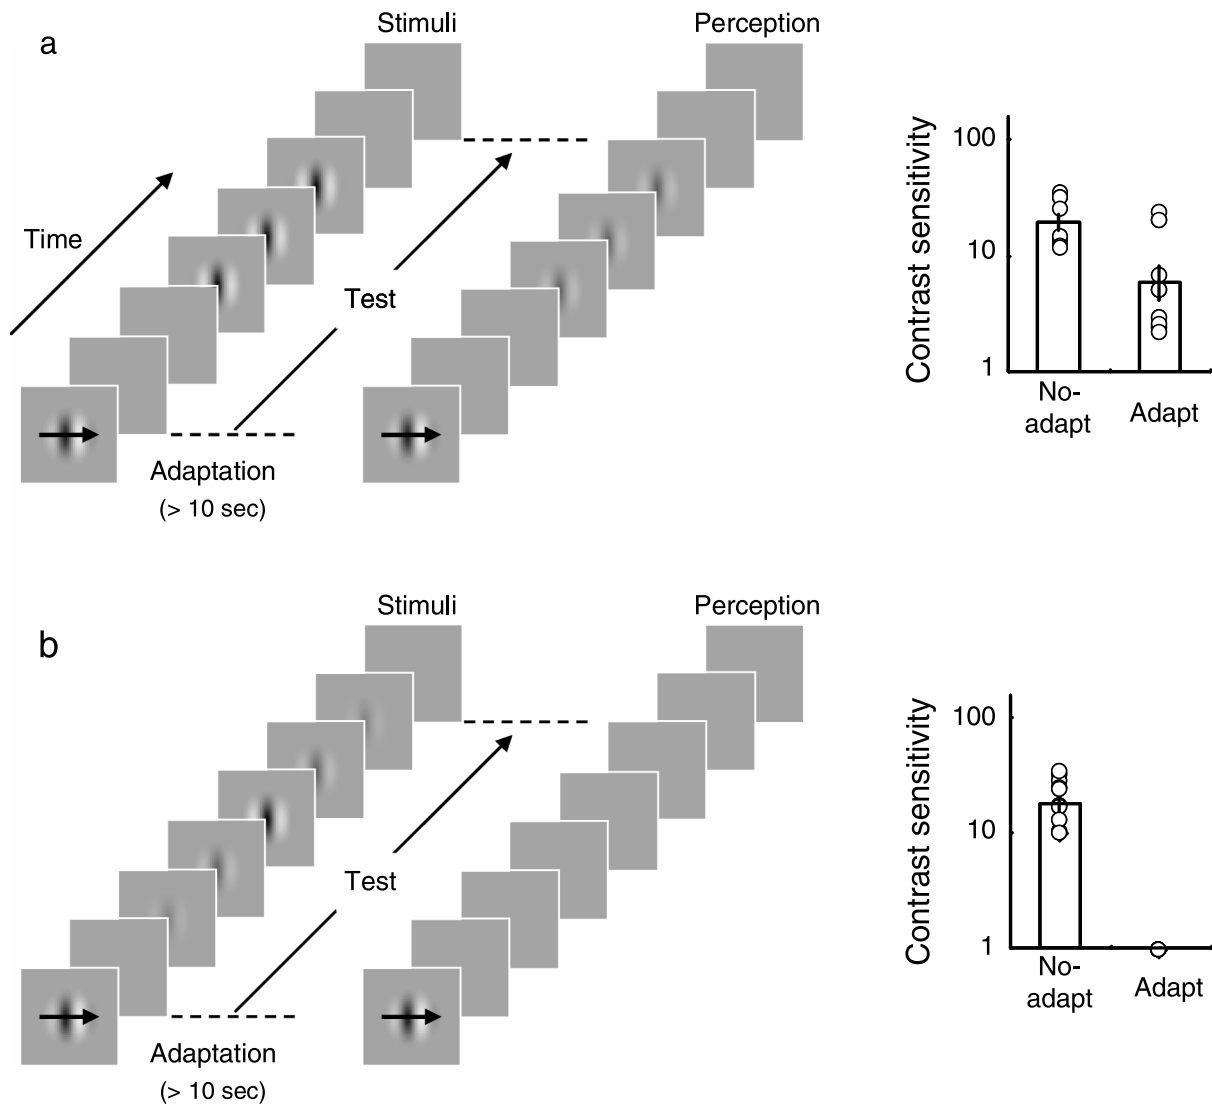 a
Stimuli
Perception
Time
Test
Adaptation
(> 10 sec)
Contrast sensitivity
100
10
1
No-
adapt
Adapt
b
Stimuli
Perception
Test
Adaptation
(> 10 sec)
Contrast sensitivity
100
10
1
No-
adapt
Adapt